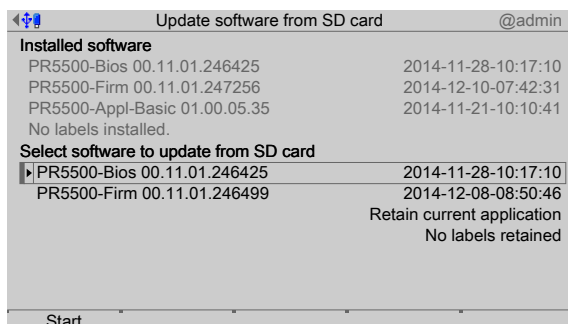 Update software from SD card @admin
Installed software
PR5500-Bios 00.11.01.246425 2014-11-28-10:17:10
PR5500-Firm 00.11.01.247256 2014-12-10-07:42:31
PR5500-Appl-Basic 01.00.05.35 2014-11-21-10:10:41
No labels installed.
Select software to update from SD card
PR5500-Bios 00.11.01.246425 2014-11-28-10:17:10
PR5500-Firm 00.11.01.246499 2014-12-08-08:50:46
Retain current application
No labels retained
Start